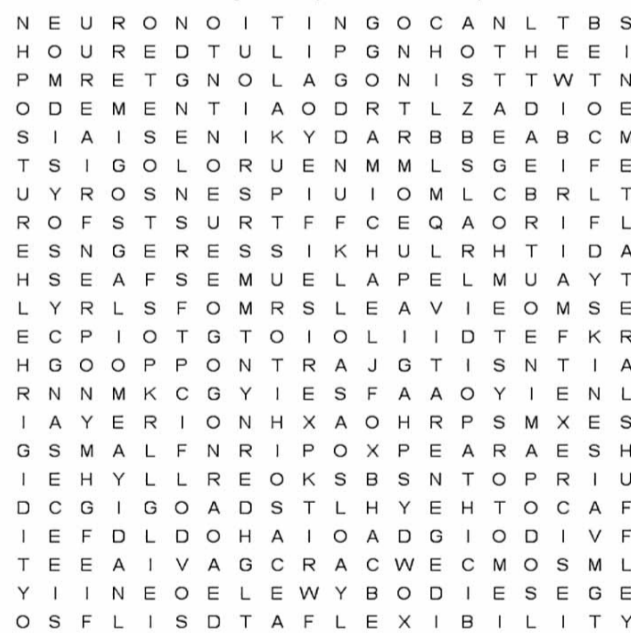 N E U R O N O I T I N G O C A N L T B S
H O U R E D T U L I P G N H O T H E E I
P M R E T G N O L A G O N I S T T W T N
O D E M E N T I A O D R T L Z A D I O E
S I A I S E N I K Y D A R B B E A B C M
T S I G O L O R U E N M M L S G E I F E
U Y R O S N E S P I U I O M L C B R L T
R O F S T S U R T F F C E Q A O R I F L
E S N G E R E S S I K H U L R H T I D A
H S E A F S E M U E L A P E L M U A Y T
L Y R L S F O M R S L E A V I E O M S E
E C P I O T G T O I O L I I D T E F K R
H G O O P P O N T R A J G T I S N T I A
R N N M K C G Y I E S F A A O Y I E N L
I A Y E R I O N H X A O H R P S M X E S
G S M A L F N R I P O X P E A R A E S H
I E H Y L L R E O K S B S N T O P R I U
D C G I G O A D S T L H Y E H T O C A F
I E F D L D O H A I O A D G I O D I V F
T E E A I V A G C R A C W E C M O S M L
Y I I N E O E L E W Y B O D I E S E G E
O S F L I S D T A F L E X I B I L I T Y